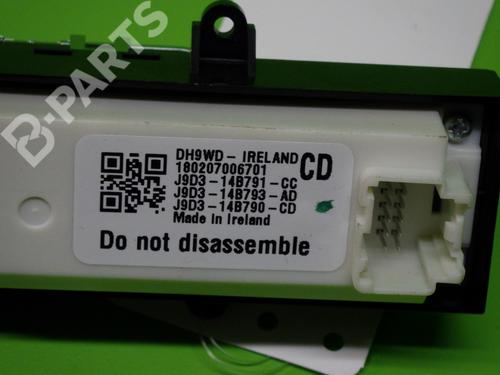 B-PARTS
DH9WD - IRELAND CD
180207006701
J9D3-14B791-CC
J9D3-14B793-AD
J9D3-14B790-CD
Made in Ireland
Do not disassemble